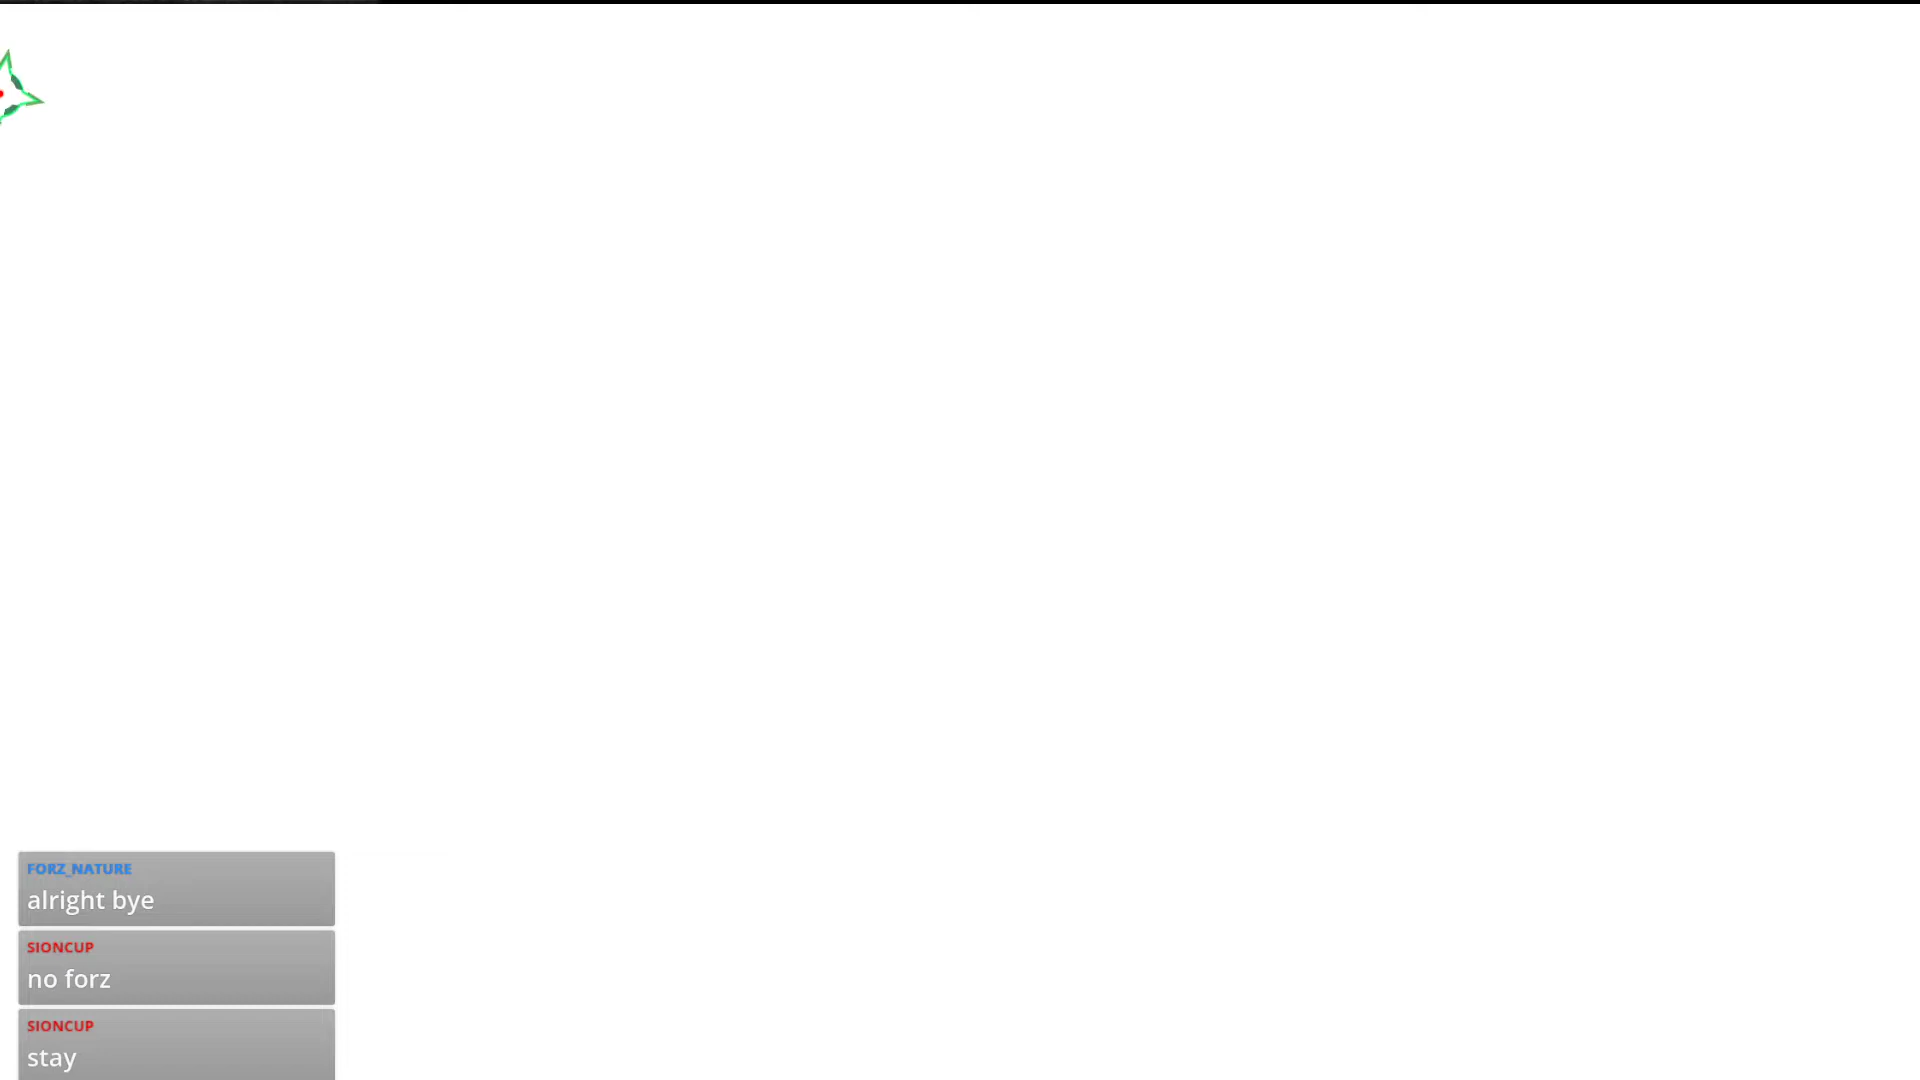 FORZ_NATURE
alright bye
SIONCUP
no forz
SIONCUP
stay